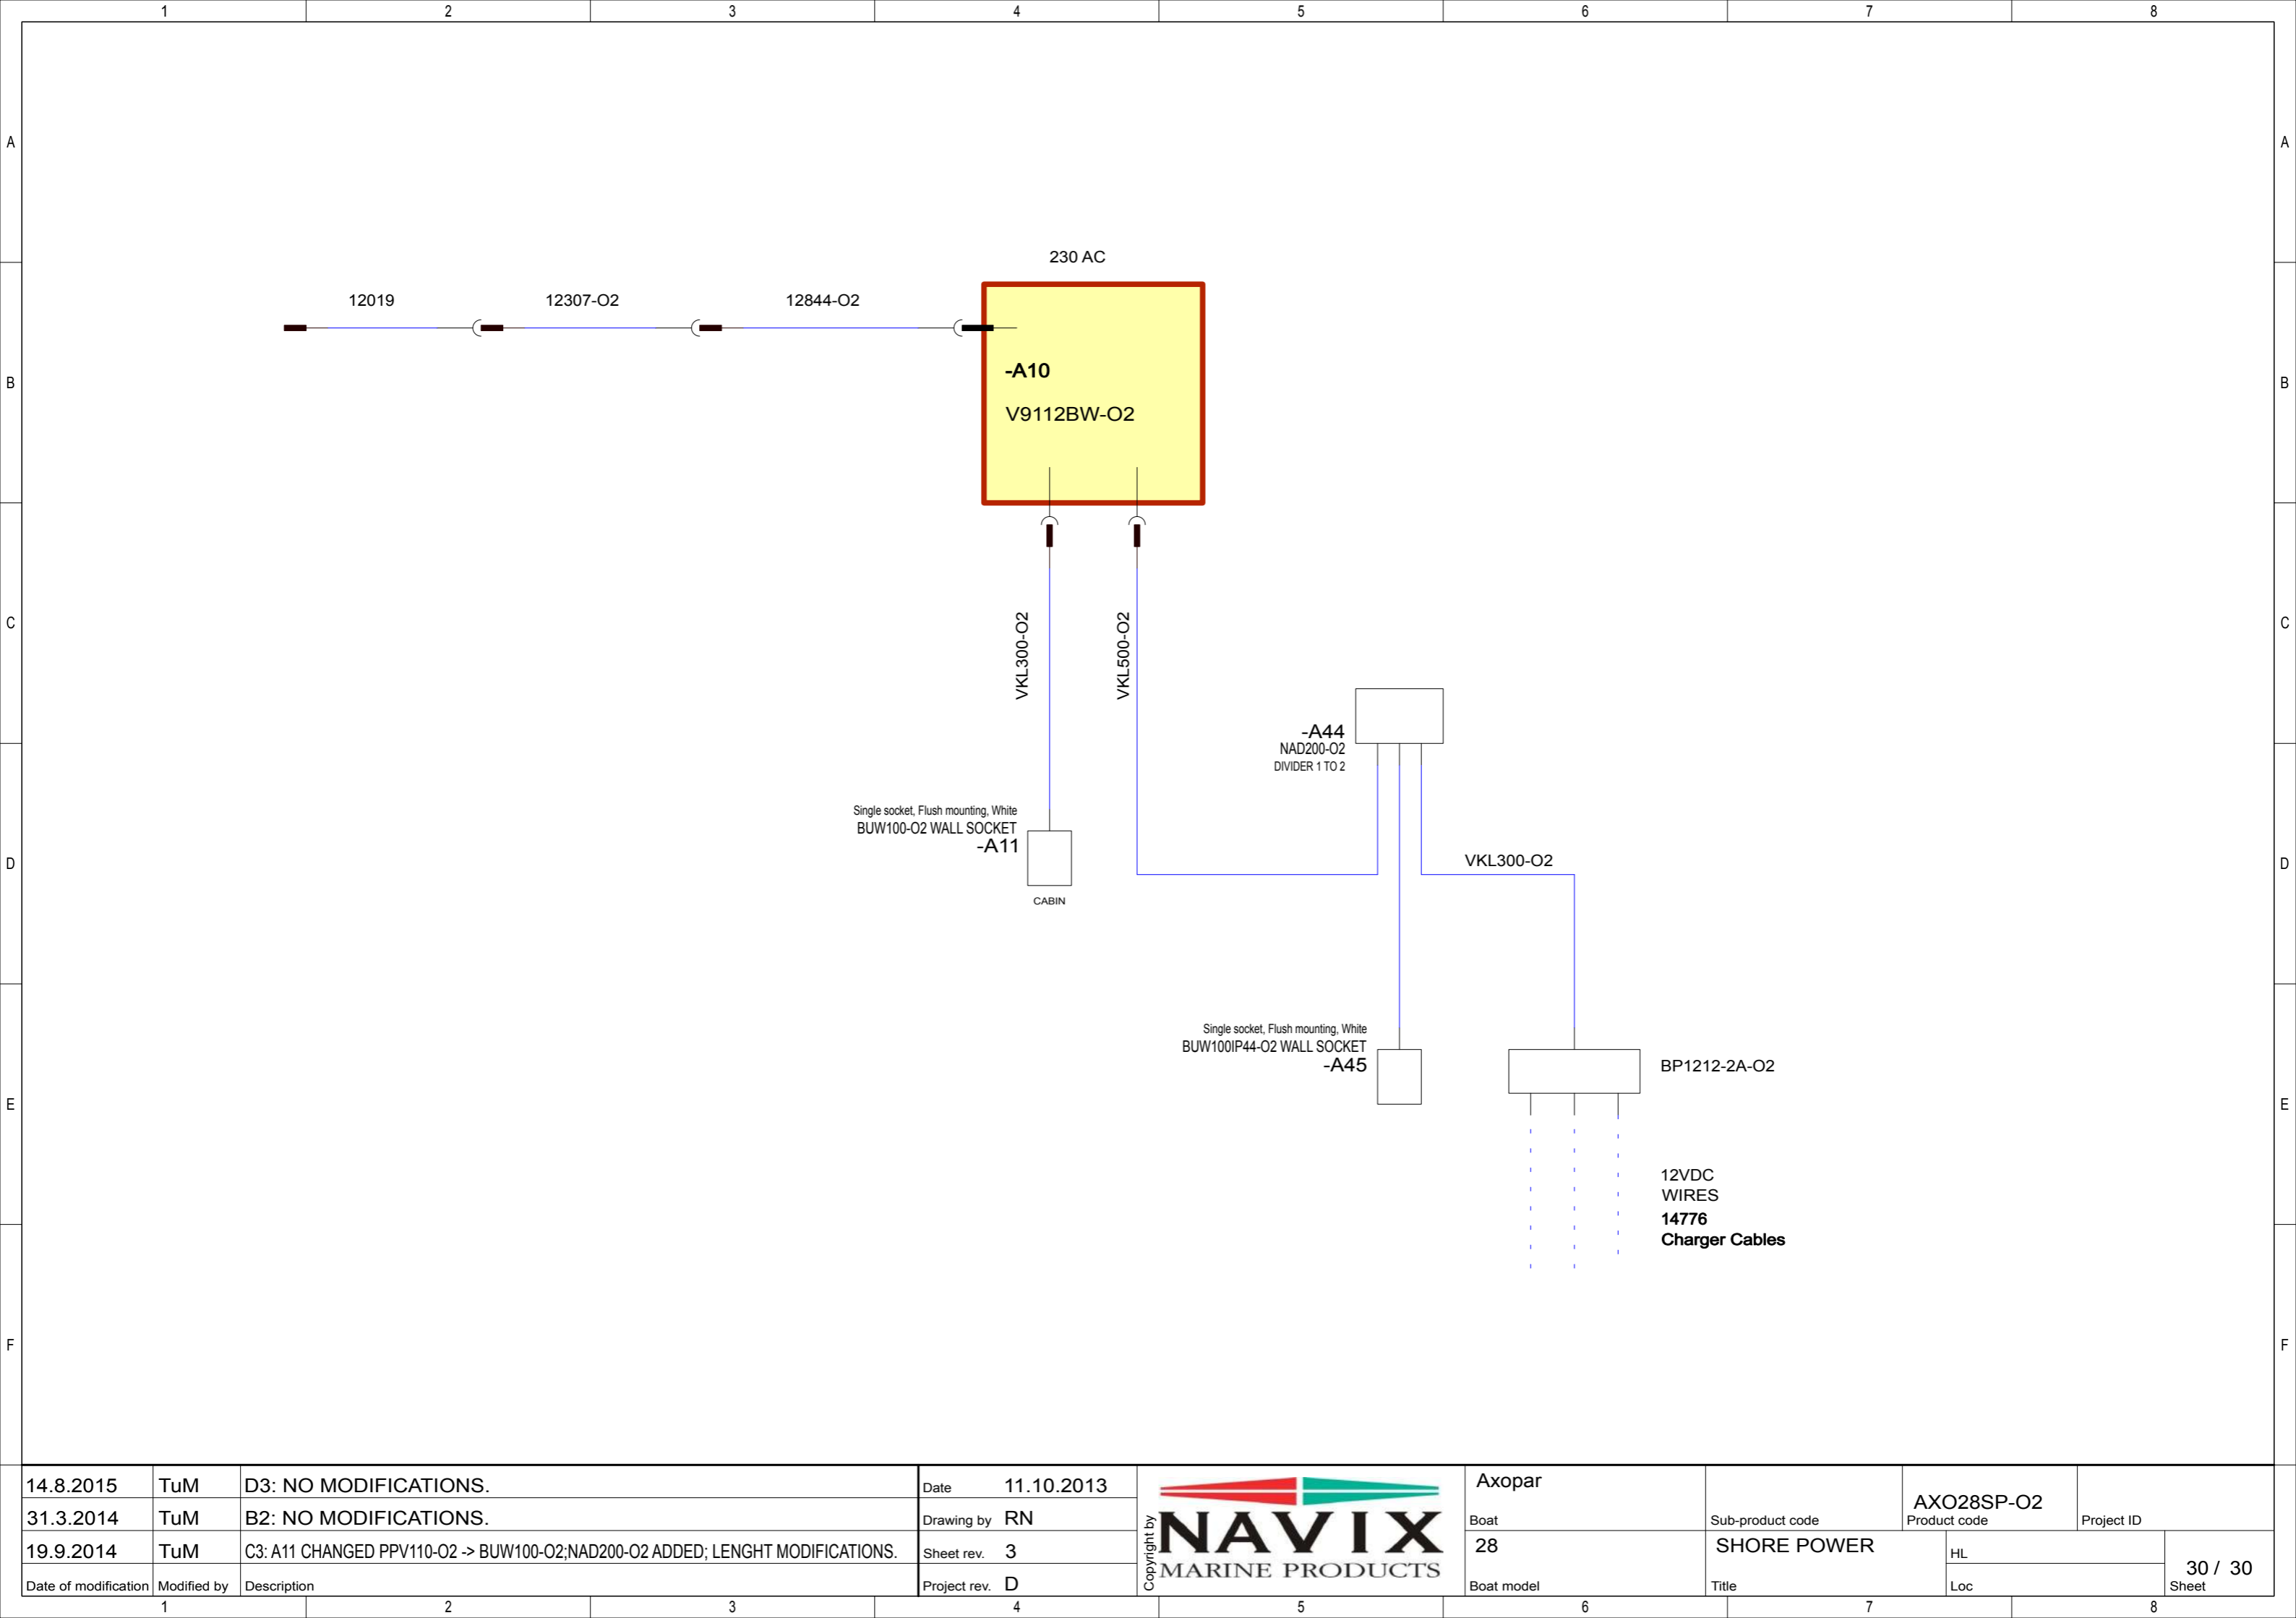 1 2 3 4 5 6 7 8
A A
230 AC
12019 12307-O2 12844-O2
-A10
B B
V9112BW-O2
C C
VKL300-O2
VKL500-O2
-A44
NAD200-O2
DIVIDER 1 TO 2
Single socket, Flush mounting, White
BUW100-O2 WALL SOCKET
-A11
CABIN
D D
VKL300-O2
Single socket, Flush mounting, White
BUW100IP44-O2 WALL SOCKET
-A45
BP1212-2A-O2
E E
12VDC
WIRES
14776
Charger Cables
F F
14.8.2015 TuM D3: NO MODIFICATIONS.
31.3.2014 TuM B2: NO MODIFICATIONS.
19.9.2014 TuM C3: A11 CHANGED PPV110-O2 -> BUW100-O2;NAD200-O2 ADDED; LENGHT MODIFICATIONS.
Date of modification Modified by Description
Date 11.10.2013
Drawing by RN
Sheet rev. 3
Project rev. D
Copyright by
NAVIX
MARINE PRODUCTS
Axopar
Boat
28
Boat model
Sub-product code
AXO28SP-O2
Product code
Project ID
SHORE POWER
Title
HL
Loc
30 / 30
Sheet
1 2 3 4 5 6 7 8